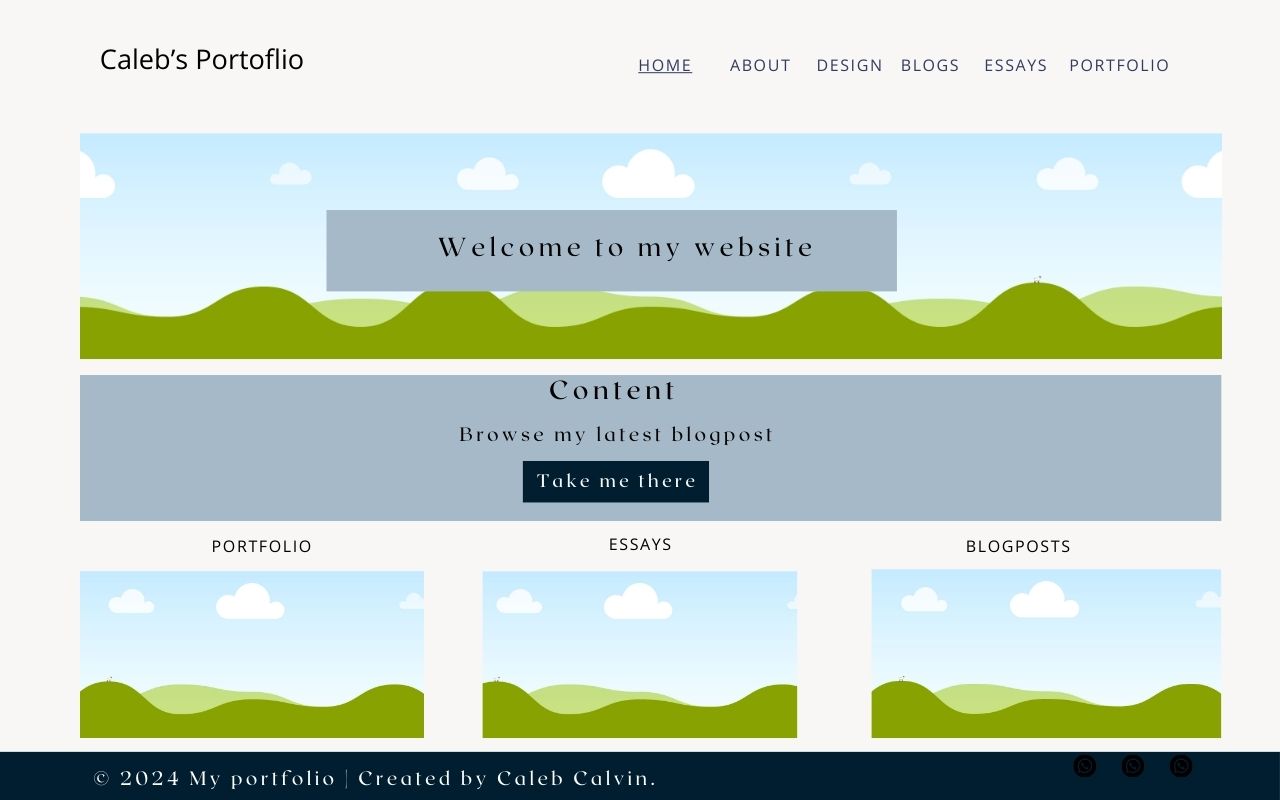 Caleb’s Portoflio
HOME ABOUT DESIGN BLOGS ESSAYS PORTFOLIO
Welcome to my website
Content
Browse my latest blogpost
Take me there
PORTFOLIO ESSAYS BLOGPOSTS
© 2024 My portfolio | Created by Caleb Calvin.